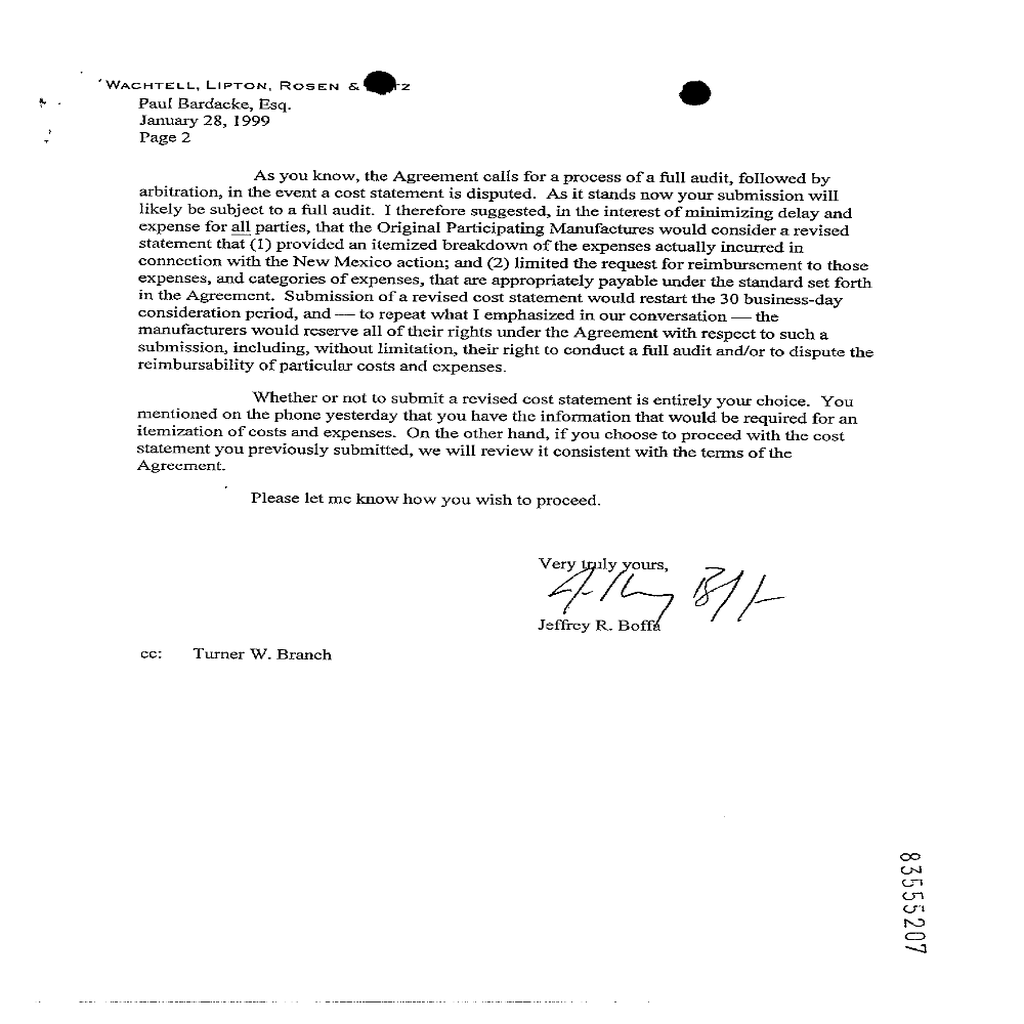 WACHTELL, LIPTON, ROSEN &
Paul Bardacke, Esq.
January 28, 1999
Page 2
As you know, the Agreement calls for a process of a full audit, followed by
arbitration, in the event a cost statement is disputed. As it stands now your submission will
likely be subject to a full audit. I therefore suggested, in the interest of minimizing delay and
expense for all parties, that the Original Participating Manufactures would consider a revised
statement that (1) provided an itemized breakdown of the expenses actually incurred in
connection with the New Mexico action; and (2) limited the request for reimbursement to those
expenses, and categories of expenses, that are appropriately payable under the standard set forth
in the Agreement. Submission of a revised cost statement would restart the 30 business-day
consideration period, and — to repeat what I emphasized in our conversation — the
manufacturers would reserve all of their rights under the Agreement with respect to such a
submission, including, without limitation, their right to conduct a full audit and/or to dispute the
reimbursability of particular costs and expenses.
Whether or not to submit a revised cost statement is entirely your choice. You
mentioned on the phone yesterday that you have the information that would be required for an
itemization of costs and expenses. On the other hand, if you choose to proceed with the cost
statement you previously submitted, we will review it consistent with the terms of the
Agreement.
Please let me know how you wish to proceed.
Very truly yours,
Jeffrey R. Boffa
cc: Turner W. Branch
83555207